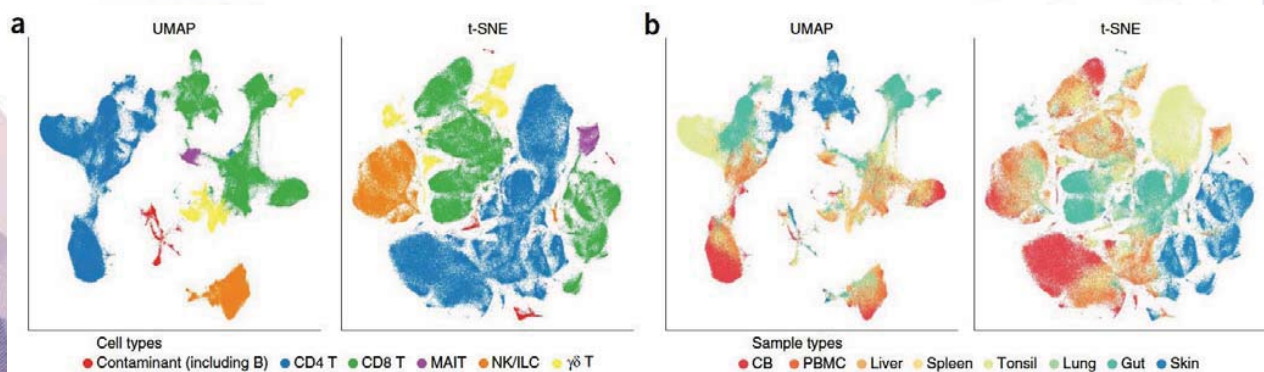 a
UMAP
t-SNE
b
UMAP
t-SNE
Cell types
Contaminant (including B) CD4 T CD8 T MAIT NK/ILC γδ T
Sample types
CB PBMC Liver Spleen Tonsil Lung Gut Skin